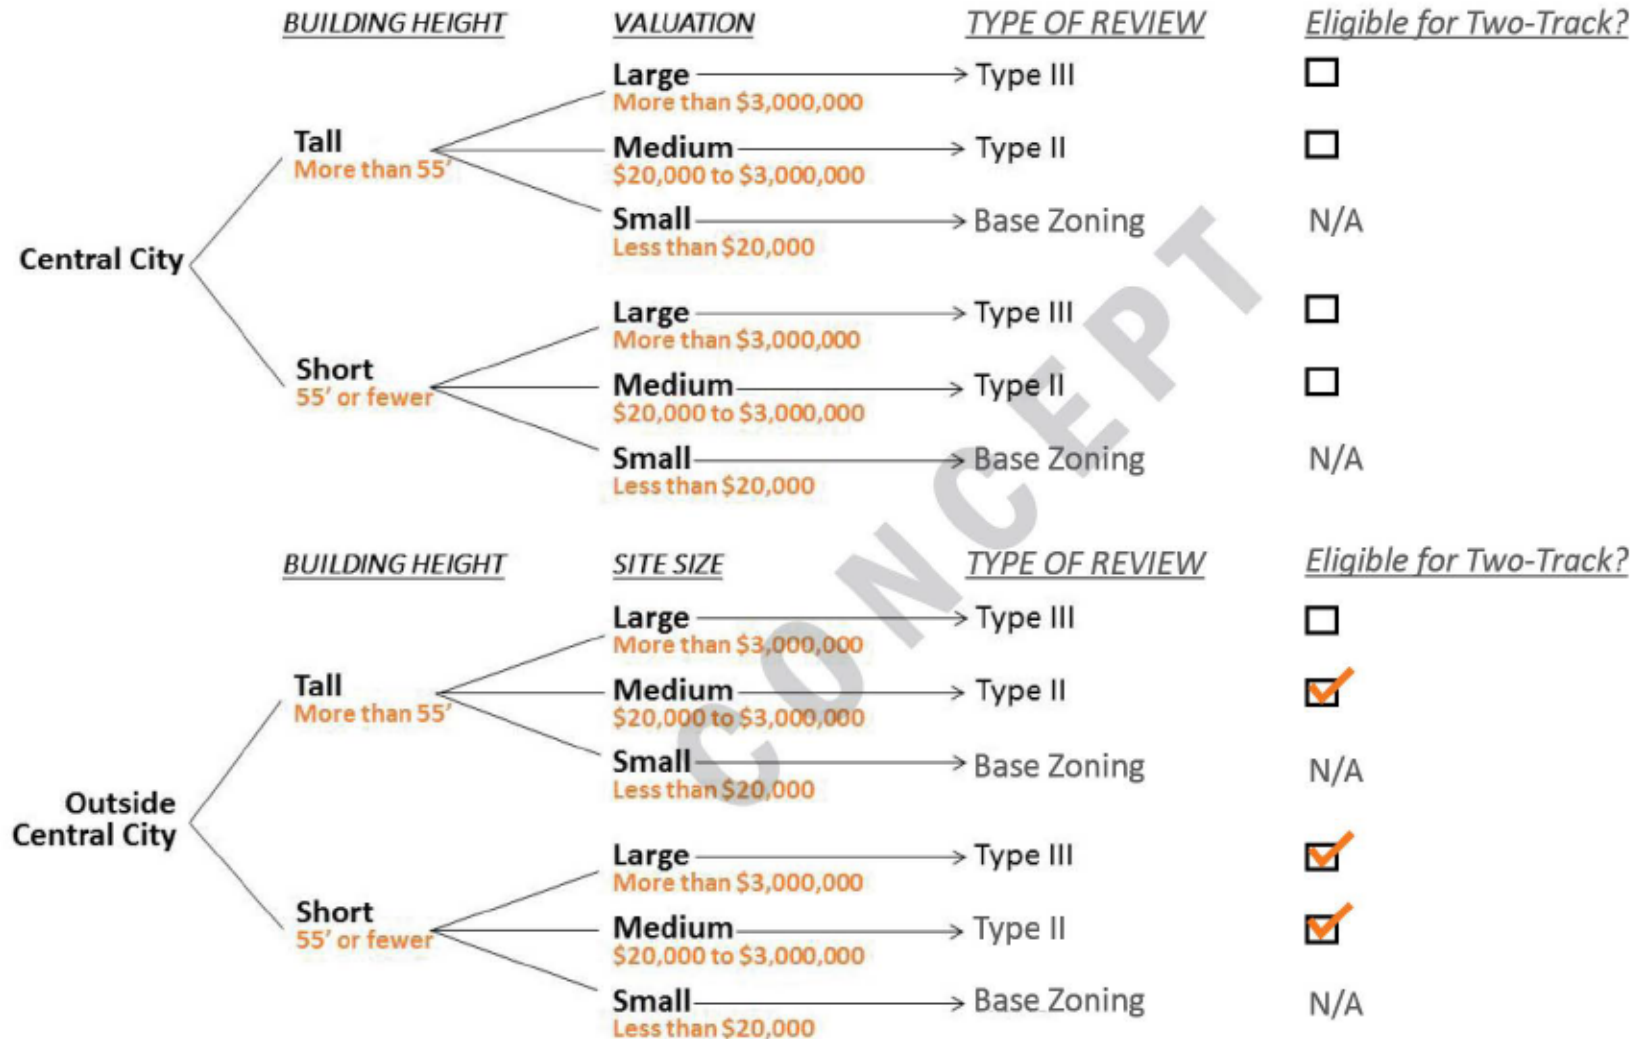 BUILDING HEIGHT VALUATION TYPE OF REVIEW Eligible for Two-Track?
Large Type III
More than $3,000,000
Tall Medium Type II
More than 55' $20,000 to $3,000,000
Small Base Zoning N/A
Less than $20,000
Central City
Large Type III
More than $3,000,000
Short Medium Type II
55' or fewer $20,000 to $3,000,000
Small Base Zoning N/A
Less than $20,000
BUILDING HEIGHT SITE SIZE TYPE OF REVIEW Eligible for Two-Track?
Large Type III
More than $3,000,000
Tall Medium Type II
More than 55' $20,000 to $3,000,000
Small Base Zoning N/A
Less than $20,000
Outside
Central City
Large Type III
More than $3,000,000
Short Medium Type II
55' or fewer $20,000 to $3,000,000
Small Base Zoning N/A
Less than $20,000
CONCEPT